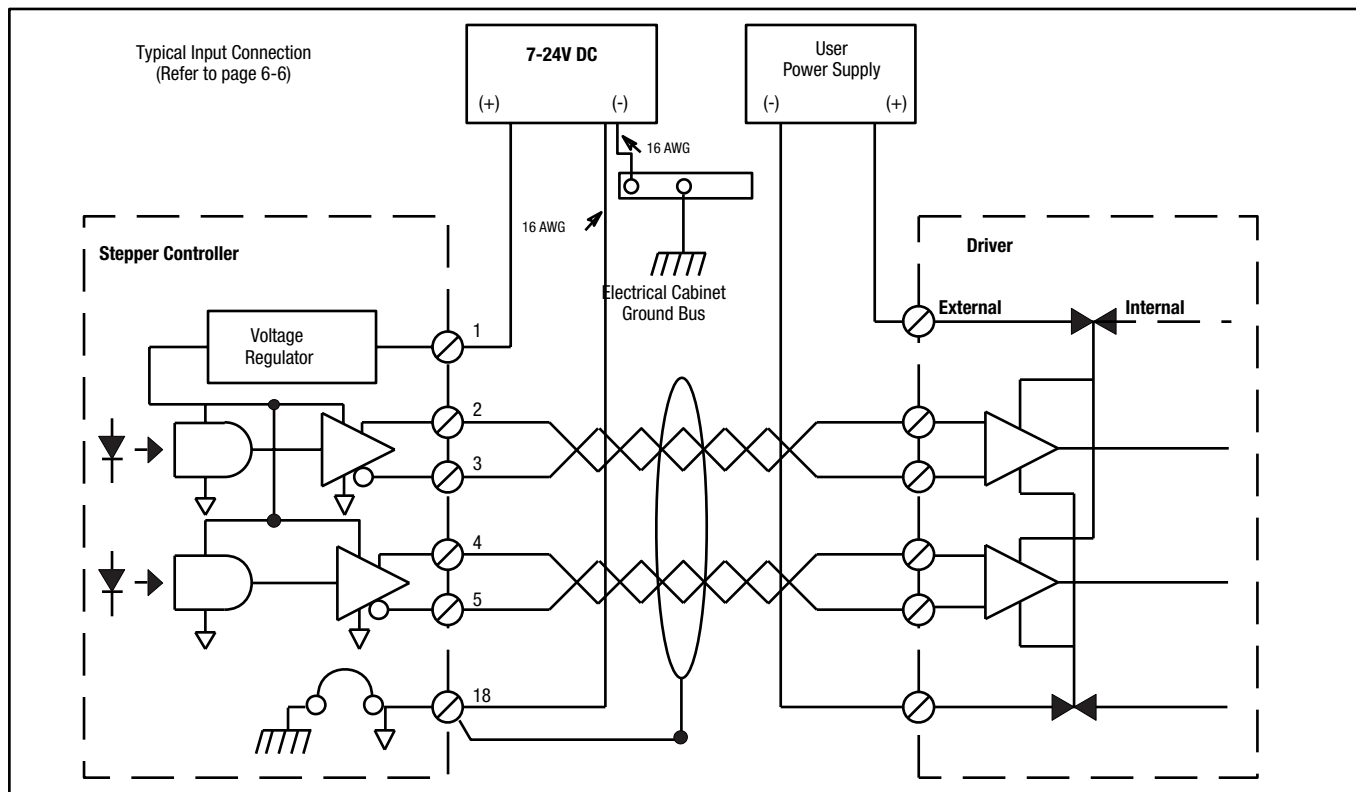 Typical Input Connection
(Refer to page 6-6)
7-24V DC
(+)
(-)
User
Power Supply
(-)
(+)
16 AWG
16 AWG
Electrical Cabinet
Ground Bus
Stepper Controller
Voltage
Regulator
1
2
3
4
5
18
Driver
External
Internal